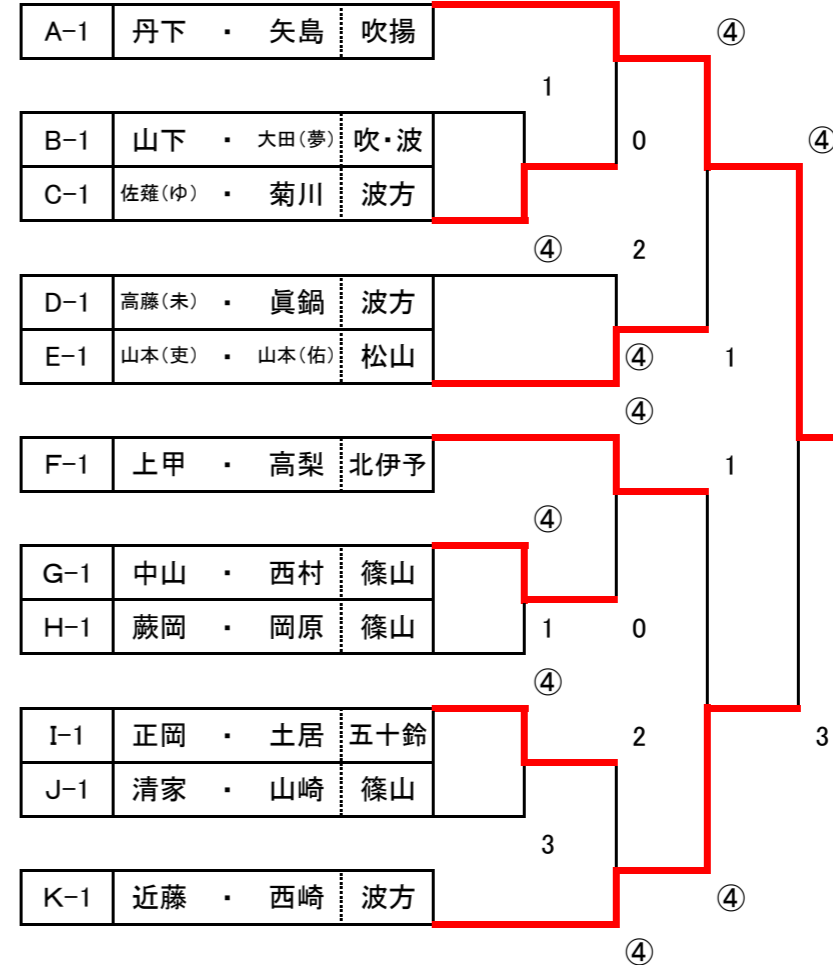 A-1 丹下 ・ 矢島 吹揚 ④
1
B-1 山下 ・ 大田(夢) 吹・波 0 ④
C-1 佐薙(ゆ) ・ 菊川 波方
④ 2
D-1 高藤(未) ・ 眞鍋 波方
E-1 山本(吏) ・ 山本(佑) 松山 ④ 1
④
F-1 上甲 ・ 高梨 北伊予 1
④
G-1 中山 ・ 西村 篠山
H-1 蕨岡 ・ 岡原 篠山 1 0
④
I-1 正岡 ・ 土居 五十鈴 2 3
J-1 清家 ・ 山崎 篠山
3
K-1 近藤 ・ 西崎 波方 ④
④